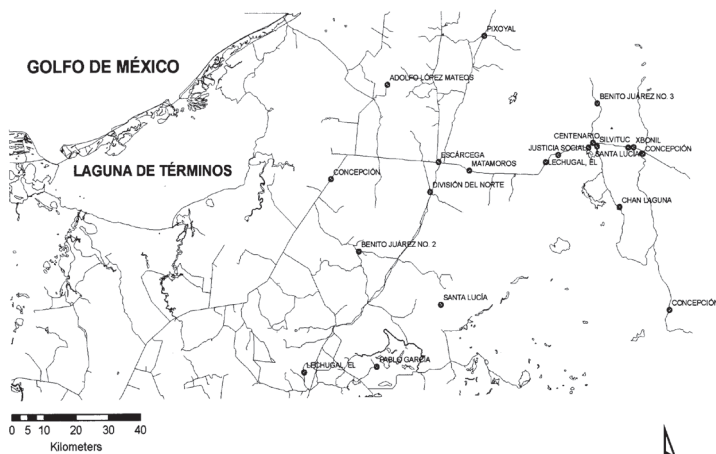 PIXOYAL
GOLFO DE MÉXICO
ADOLFO LÓPEZ MATEOS
BENITO JUÁREZ NO. 3
CENTENARIO
SILVITUC
XBONIL
JUSTICIA SOCIAL
SANTA LUCÍA
CONCEPCIÓN
ESCÁRCEGA
MATAMOROS
LECHUGAL, EL
LAGUNA DE TÉRMINOS
CONCEPCIÓN
DIVISIÓN DEL NORTE
CHAN LAGUNA
BENITO JUÁREZ NO. 2
SANTA LUCÍA
CONCEPCIÓN
LECHUGAL, EL
PABLO GARCÍA
0 5 10 20 30 40
Kilometers